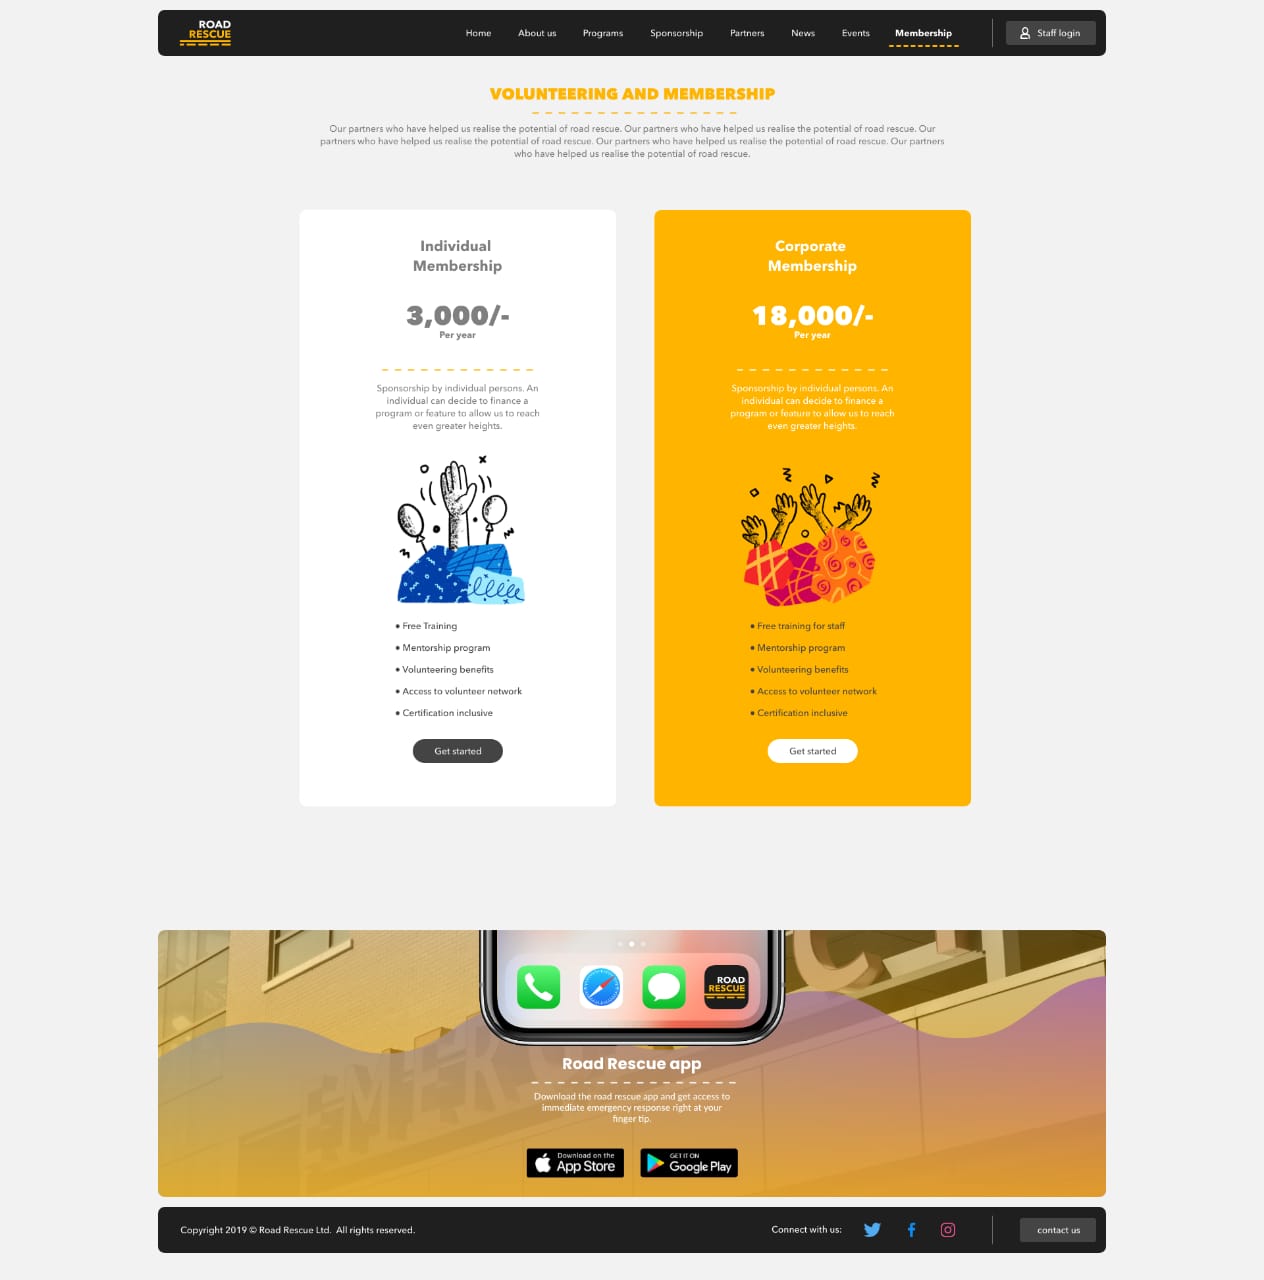 ROAD
RESCUE
Home
About us
Programs
Sponsorship
Partners
News
Events
Membership
Staff login
VOLUNTEERING AND MEMBERSHIP
Our partners who have helped us realise the potential of road rescue. Our partners who have helped us realise the potential of road rescue. Our
partners who have helped us realise the potential of road rescue. Our partners who have helped us realise the potential of road rescue. Our partners
who have helped us realise the potential of road rescue.
Individual
Membership
3,000/-
Per year
Sponsorship by individual persons. An
individual can decide to finance a
program or feature to allow us to reach
even greater heights.
• Free Training
• Mentorship program
• Volunteering benefits
• Access to volunteer network
• Certification inclusive
Get started
Corporate
Membership
18,000/-
Per year
Sponsorship by individual persons. An
individual can decide to finance a
program or feature to allow us to reach
even greater heights.
• Free training for staff
• Mentorship program
• Volunteering benefits
• Access to volunteer network
• Certification inclusive
Get started
ROAD
RESCUE
Road Rescue app
Download the road rescue app and get access to
immediate emergency response right at your
finger tip.
Download on the
App Store
GET IT ON
Google Play
Copyright 2019 © Road Rescue Ltd. All rights reserved.
Connect with us:
contact us